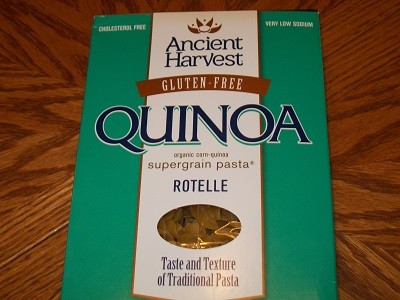 CHOLESTEROL FREE
VERY LOW SODIUM
Ancient
Harvest
GLUTEN-FREE
QUINOA
organic corn-quinoa
supergrain pasta®
ROTELLE
Taste and Texture
of Traditional Pasta